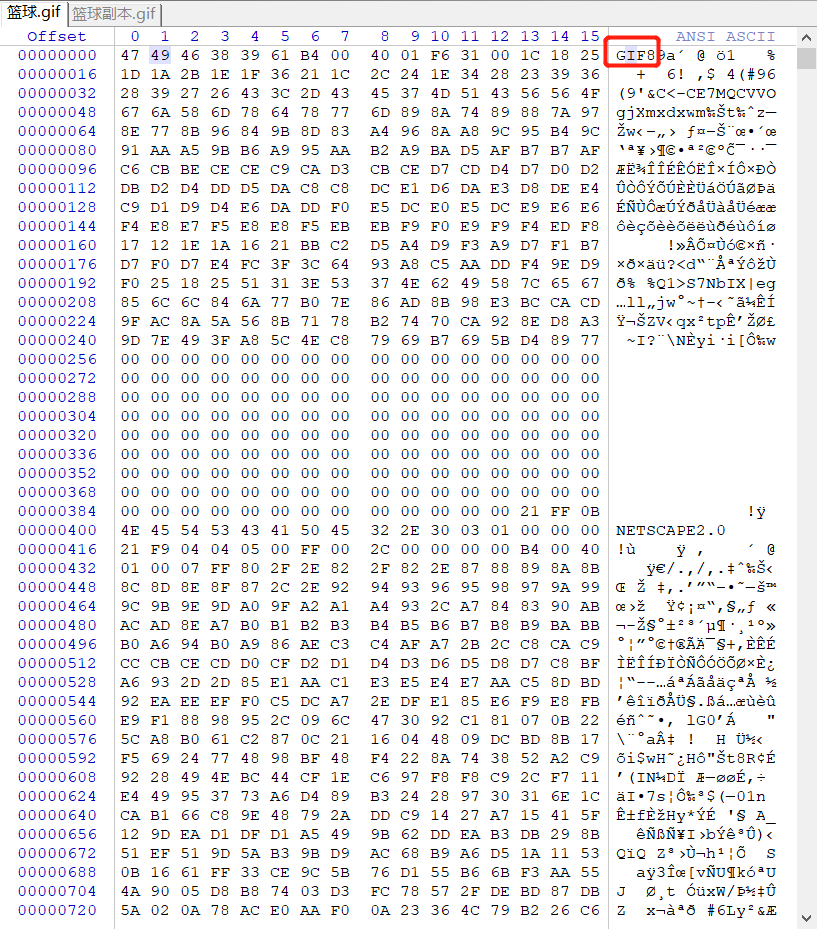 篮球.gif 篮球副本.gif
Offset 0 1 2 3 4 5 6 7 8 9 10 11 12 13 14 15 ANSI ASCII
00000000 47 49 46 38 39 61 B4 00 40 01 F6 31 00 1C 18 25 GIF89a´ @ ö1 %
00000016 1D 1A 2B 1E 1F 36 21 1C 2C 24 1E 34 28 23 39 36 + 6! ,$ 4(#96
00000032 28 39 27 26 43 3C 2D 43 45 37 4D 51 43 56 56 4F (9'&C<-CE7MQCVVO
00000048 67 6A 58 6D 78 64 78 77 6D 89 8A 74 89 88 7A 97 gjXmxdxwm‰Št‰ˆz—
00000064 8E 77 8B 96 84 9B 8D 83 A4 96 8A A8 9C 95 B4 9C
00000080 91 AA A5 9B B6 A9 95 AA B2 A9 BA D5 AF B7 B7 AF
00000096 C6 CB BE CE CE C9 CA D3 CB CE D7 CD D4 D7 D0 D2 ÆË¾ÎÎÉÊÓËÎ×ÍÔ×ÐÒ
00000112 DB D2 D4 DD D5 DA C8 C8 DC E1 D6 DA E3 D8 DE E4
00000128 C9 D1 D9 D4 E6 DA DD F0 E5 DC E0 E5 DC E9 E6 E6 ÉÑÙÔæÚÝðåÜàåÜéææ
00000144 F4 E8 E7 F5 E8 E8 F5 EB EB F9 F0 E9 F9 F4 ED F8 ôèçõèèõëëùðéùôíø
00000160 17 12 1E 1A 16 21 BB C2 D5 A4 D9 F3 A9 D7 F1 B7 !»ÂÕ¤Ùó©×ñ·
00000176 D7 F0 D7 E4 FC 3F 3C 64 93 A8 C5 AA DD F4 9E D9 ×ð×äü?<d“¨ÅªÝôžÙ
00000192 F0 25 18 25 51 31 3E 53 37 4E 62 49 58 7C 65 67 ð% %Q1>S7NbIX|eg
00000208 85 6C 6C 84 6A 77 B0 7E 86 AD 8B 98 E3 BC CA CD
00000224 9F AC 8A 5A 56 8B 71 78 B2 74 70 CA 92 8E D8 A3 Ÿ¬ŠZV‹qx²tpÊ’ŽØ£
00000240 9D 7E 49 3F A8 5C 4E C8 79 69 B7 69 5B D4 89 77 ~I?¨\NÈyi·i[Ô‰w
00000256 00 00 00 00 00 00 00 00 00 00 00 00 00 00 00 00
00000272 00 00 00 00 00 00 00 00 00 00 00 00 00 00 00 00
00000288 00 00 00 00 00 00 00 00 00 00 00 00 00 00 00 00
00000304 00 00 00 00 00 00 00 00 00 00 00 00 00 00 00 00
00000320 00 00 00 00 00 00 00 00 00 00 00 00 00 00 00 00
00000336 00 00 00 00 00 00 00 00 00 00 00 00 00 00 00 00
00000352 00 00 00 00 00 00 00 00 00 00 00 00 00 00 00 00
00000368 00 00 00 00 00 00 00 00 00 00 00 00 00 00 00 00
00000384 00 00 00 00 00 00 00 00 00 00 00 00 00 21 FF 0B !ÿ
00000400 4E 45 54 53 43 41 50 45 32 2E 30 03 01 00 00 00 NETSCAPE2.0
00000416 21 F9 04 04 05 00 FF 00 2C 00 00 00 00 B4 00 40 !ù ÿ , ´ @
00000432 01 00 07 FF 80 2F 2E 82 2F 82 2E 87 88 89 8A 8B
00000448 8C 8D 8E 8F 87 2C 2E 92 94 93 96 95 98 97 9A 99
00000464 9C 9B 9E 9D A0 9F A2 A1 A4 93 2C A7 84 83 90 AB
00000480 AC AD 8E A7 B0 B1 B2 B3 B4 B5 B6 B7 B8 B9 BA BB
00000496 B0 A6 94 B0 A9 86 AE C3 C4 AF A7 2B 2C C8 CA C9
00000512 CC CB CE CD D0 CF D2 D1 D4 D3 D6 D5 D8 D7 C8 BF ÌËÎÍÐÏÒÑÔÓÖÕØ×È¿
00000528 A6 93 2D 2D 85 E1 AA C1 E3 E5 E4 E7 AA C5 8D BD
00000544 92 EA EE EF F0 C5 DC A7 2E DF E1 85 E6 F9 E8 FB
00000560 E9 F1 88 98 95 2C 09 6C 47 30 92 C1 81 07 0B 22
00000576 5C A8 B0 61 C2 87 0C 21 16 04 48 09 DC BD 8B 17
00000592 F5 69 24 77 48 98 BF 48 F4 22 8A 74 38 52 A2 C9 õi$wH˜¿Hô"Št8R¢É
00000608 92 28 49 4E BC 44 CF 1E C6 97 F8 F8 C9 2C F7 11
00000624 E4 49 95 37 73 A6 D4 89 B3 24 28 97 30 31 6E 1C äI•7s¦Ô‰³$(—01n
00000640 CA B1 66 C8 9E 48 79 2A DD C9 14 27 A7 15 41 5F Ê±fÈžHy*ÝÉ '§ A_
00000656 12 9D EA D1 DF D1 A5 49 9B 62 DD EA B3 DB 29 8B
00000672 51 EF 51 9D 5A B3 9B D9 AC 68 B9 A6 D5 1A 11 53
00000688 0B 16 61 FF 33 CE 9C 5B 76 D1 55 B6 6B F3 AA 55 aÿ3Îœ[vÑU¶kóªU
00000704 4A 90 05 D8 B8 74 03 D3 FC 78 57 2F DE BD 87 DB
00000720 5A 02 0A 78 AC E0 AA F0 0A 23 36 4C 79 B2 26 C6 Z x¬àªð #6Ly²&Æ